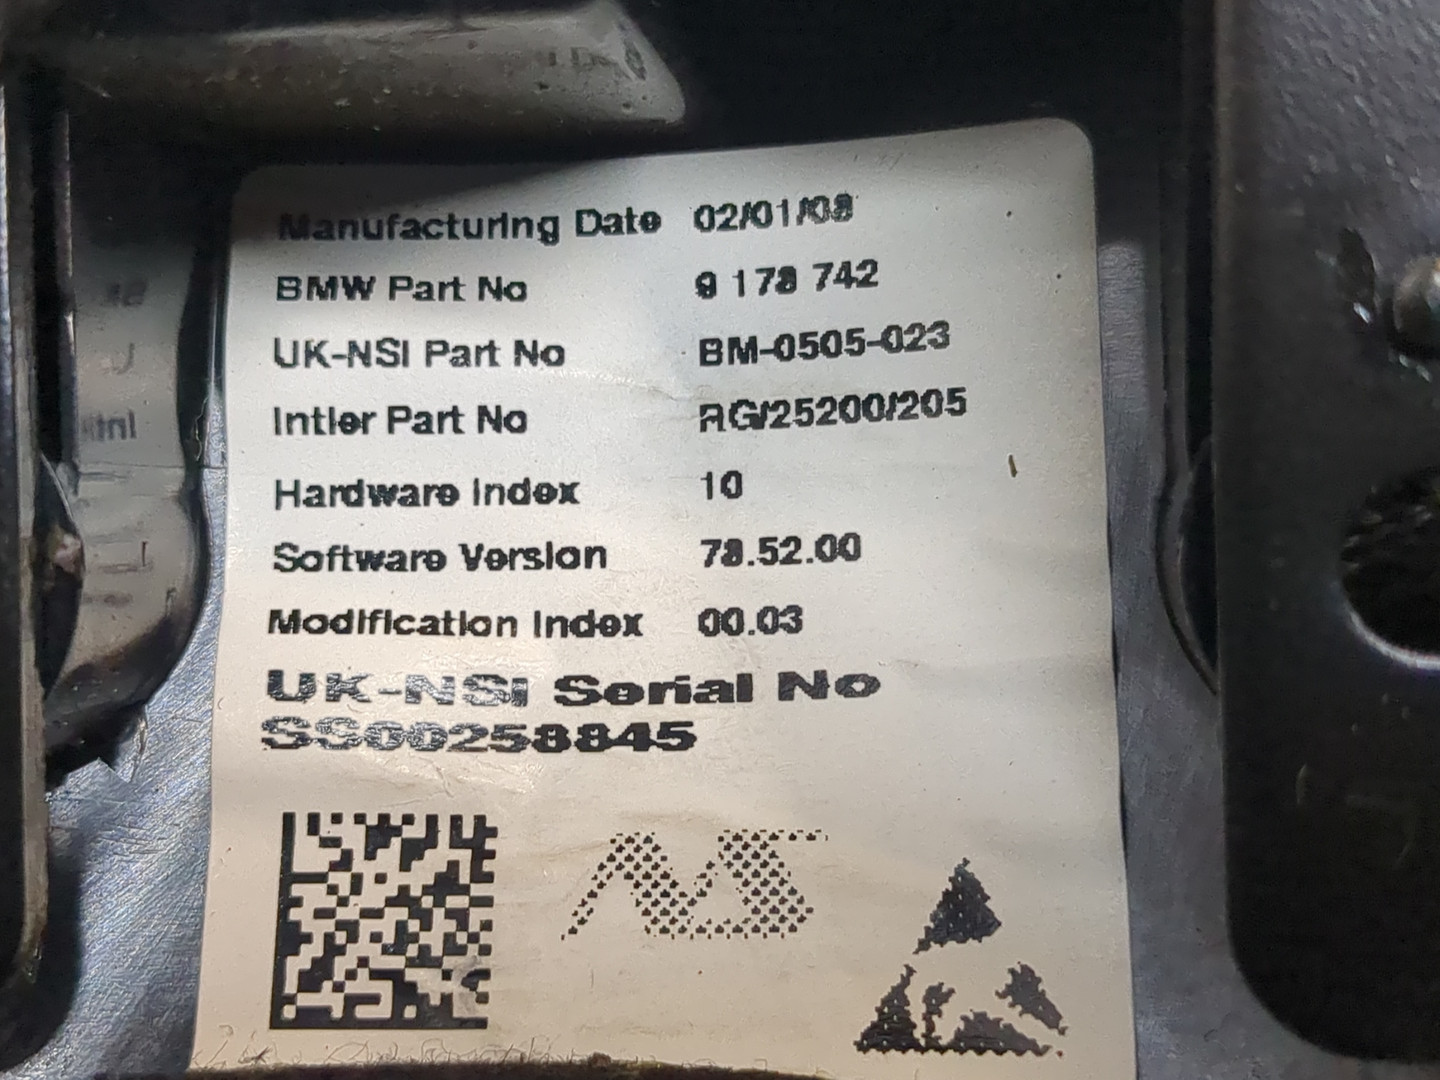 Manufacturing Date 02/01/08
BMW Part No 9 178 742
UK-NSI Part No BM-0505-023
Intier Part No RG/25200/205
Hardware Index 10
Software Version 78.52.00
Modification Index 00.03
UK-NSI Serial No
SS00258845
NS